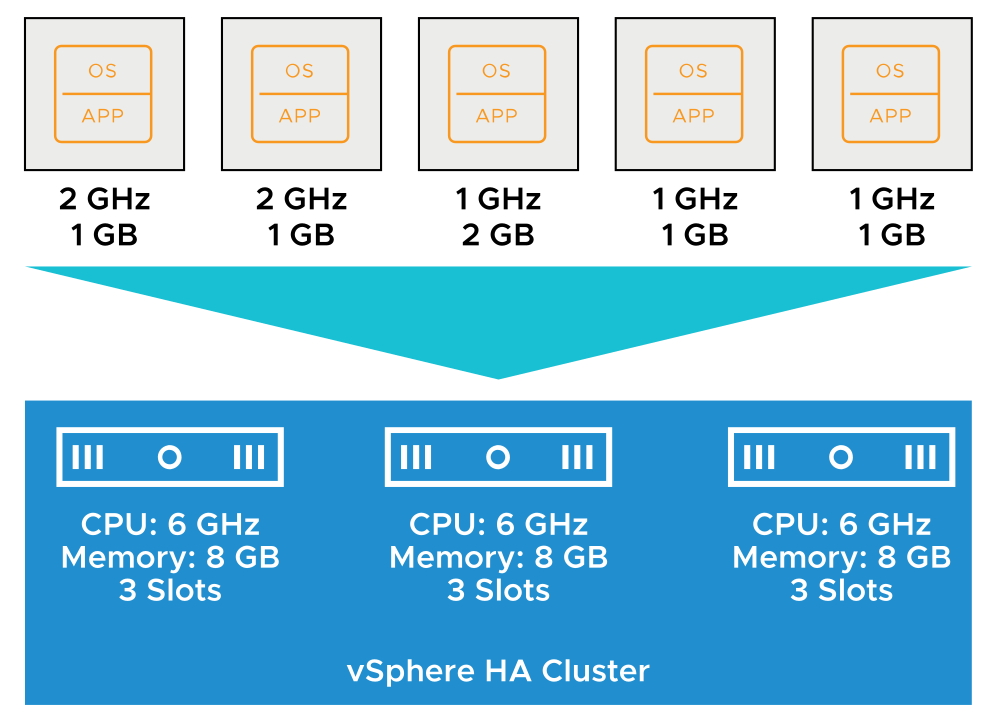 OS
APP
OS
APP
OS
APP
OS
APP
OS
APP
2 GHz
1 GB
2 GHz
1 GB
1 GHz
2 GB
1 GHz
1 GB
1 GHz
1 GB
CPU: 6 GHz
Memory: 8 GB
3 Slots
CPU: 6 GHz
Memory: 8 GB
3 Slots
CPU: 6 GHz
Memory: 8 GB
3 Slots
vSphere HA Cluster